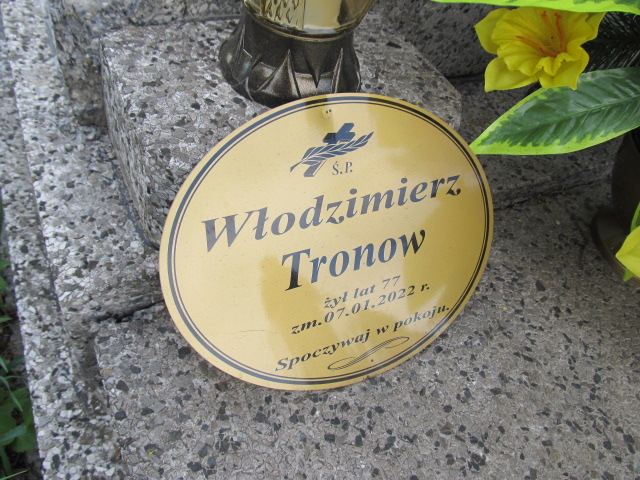 Ś.P.
Włodzimierz
Tronow
żył lat 77
zm.07.01.2022 r.
Spoczywaj w pokoju.